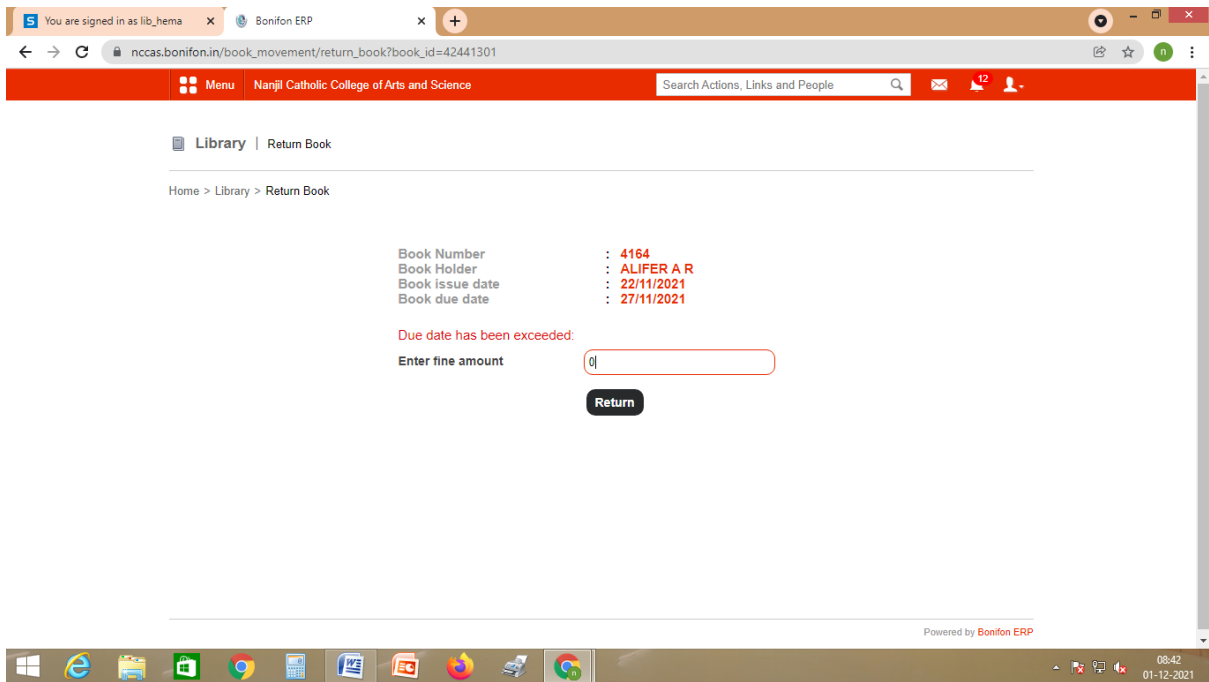 You are signed in as lib_hema
Bonifon ERP
nccas.bonifon.in/book_movement/return_book?book_id=42441301
Menu Nanjil Catholic College of Arts and Science Search Actions, Links and People 12
Library | Return Book
Home > Library > Return Book
Book Number : 4164
Book Holder : ALIFER A R
Book issue date : 22/11/2021
Book due date : 27/11/2021
Due date has been exceeded:
Enter fine amount 0
Return
Powered by Bonifon ERP
08:42
01-12-2021